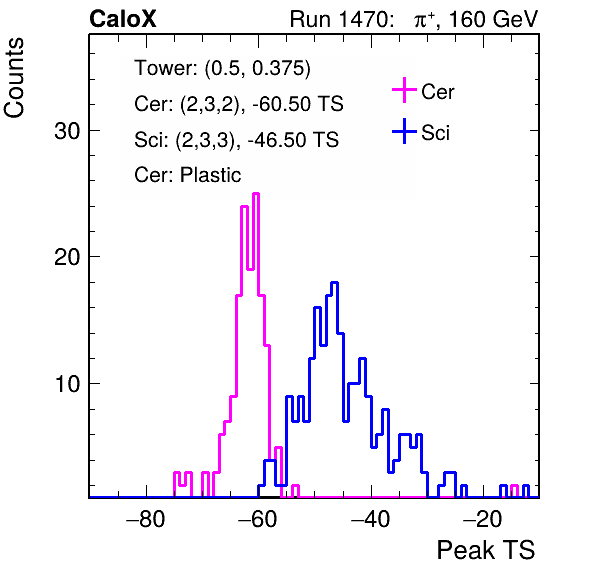 CaloX Run 1470: π⁺, 160 GeV
Counts
Tower: (0.5, 0.375)
Cer: (2,3,2), -60.50 TS
Sci: (2,3,3), -46.50 TS
Cer: Plastic
Cer
Sci
30
20
10
−80 −60 −40 −20
Peak TS